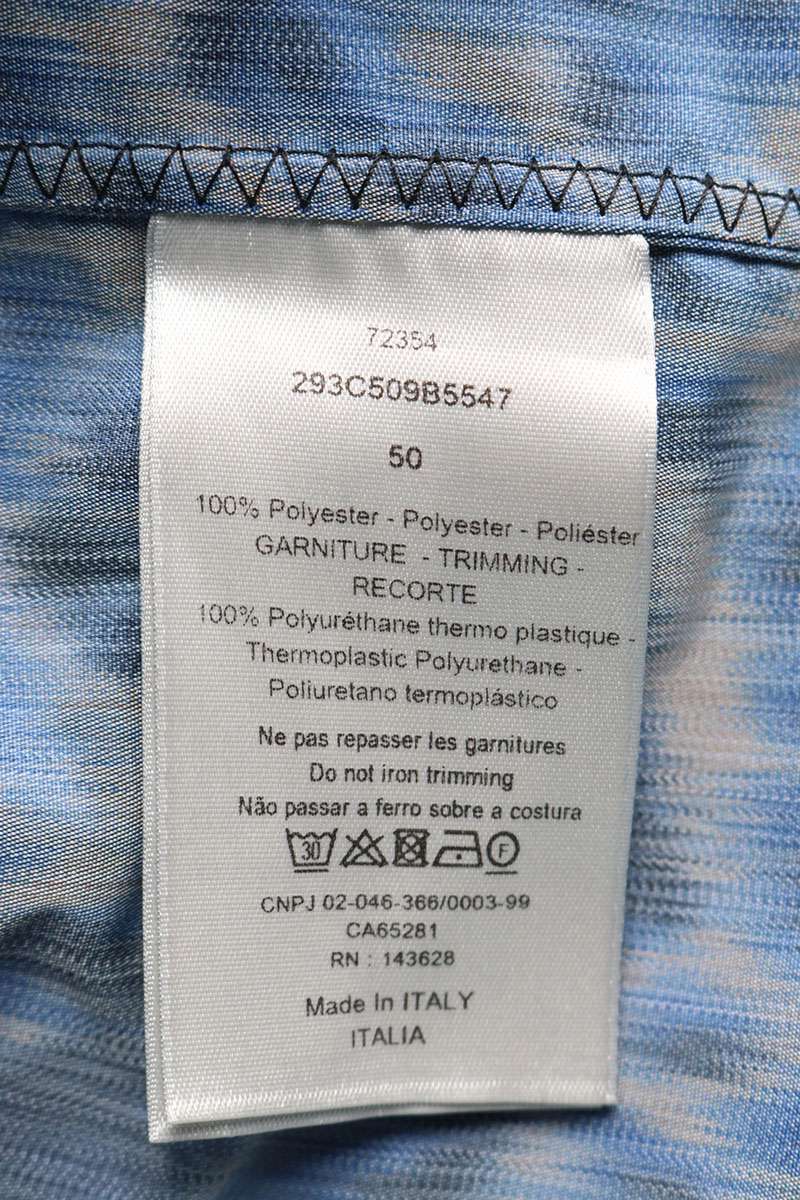 72354
293C509B5547
50
100% Polyester - Polyester - Poliéster
GARNITURE - TRIMMING -
RECORTE
100% Polyuréthane thermo plastique -
Thermoplastic Polyurethane -
Poliuretano termoplástico
Ne pas repasser les garnitures
Do not iron trimming
Não passar a ferro sobre a costura
30 F
CNPJ 02-046-366/0003-99
CA65281
RN : 143628
Made In ITALY
ITALIA